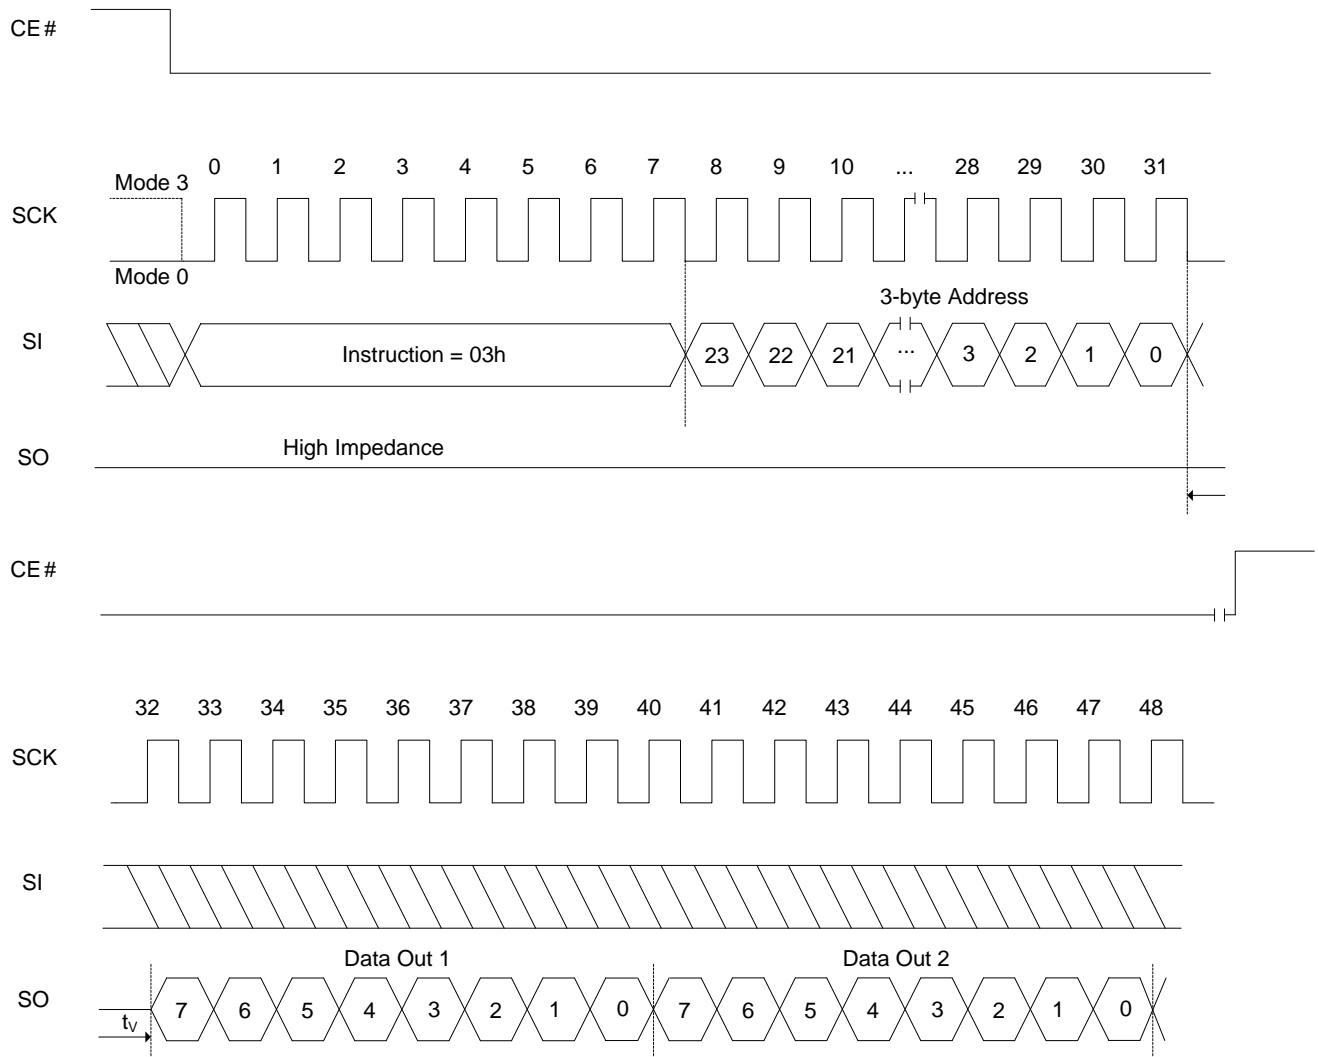 CE#
0 1 2 3 4 5 6 7 8 9 10 ... 28 29 30 31
Mode 3
SCK
Mode 0
3-byte Address
SI
Instruction = 03h 23 22 21 ... 3 2 1 0
High Impedance
SO
CE#
32 33 34 35 36 37 38 39 40 41 42 43 44 45 46 47 48
SCK
SI
Data Out 1 Data Out 2
SO
7 6 5 4 3 2 1 0 7 6 5 4 3 2 1 0
tV